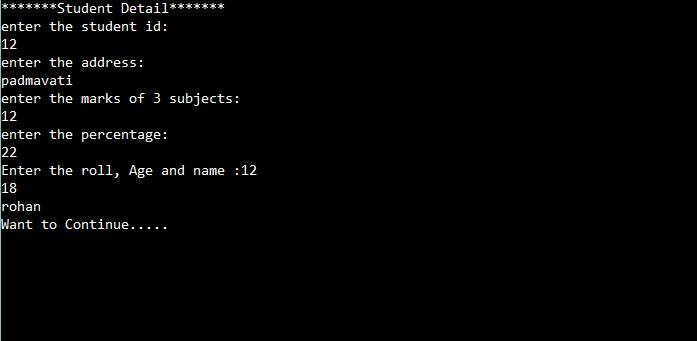 *******Student Detail*******
enter the student id:
12
enter the address:
padmavati
enter the marks of 3 subjects:
12
enter the percentage:
22
Enter the roll, Age and name :12
18
rohan
Want to Continue.....